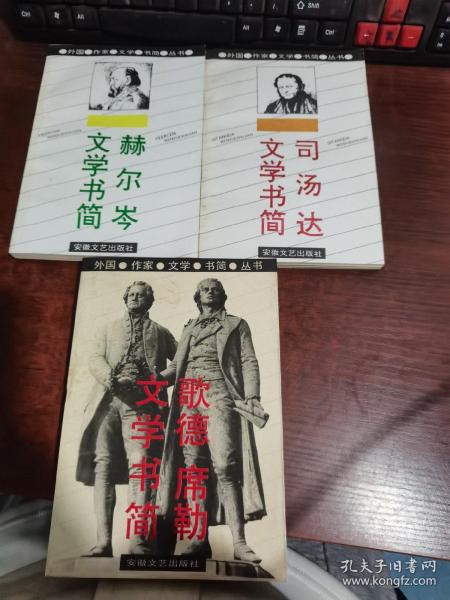 ●外国●作家●文学●书简●丛书●
赫尔岑
文学书简
安徽文艺出版社
●外国●作家●文学●书简●丛书●
司汤达
文学书简
安徽文艺出版社
外国●作家●文学●书简●丛书
歌德 席勒
文学书简
安徽文艺出版社
孔夫子旧书网
www.kongfz.com